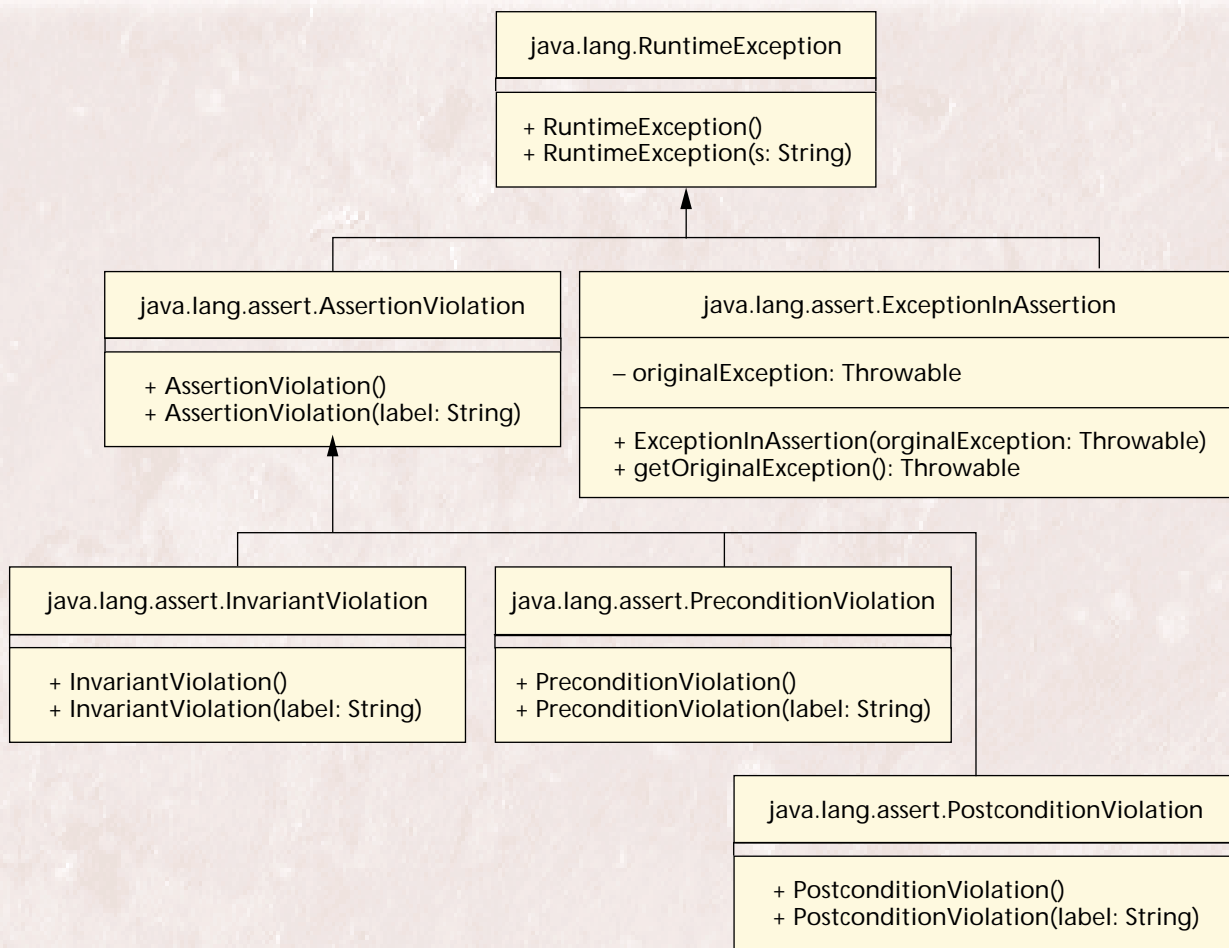 java.lang.RuntimeException
+ RuntimeException()
+ RuntimeException(s: String)
java.lang.assert.AssertionViolation
+ AssertionViolation()
+ AssertionViolation(label: String)
java.lang.assert.ExceptionInAssertion
– originalException: Throwable
+ ExceptionInAssertion(orginalException: Throwable)
+ getOriginalException(): Throwable
java.lang.assert.InvariantViolation
+ InvariantViolation()
+ InvariantViolation(label: String)
java.lang.assert.PreconditionViolation
+ PreconditionViolation()
+ PreconditionViolation(label: String)
java.lang.assert.PostconditionViolation
+ PostconditionViolation()
+ PostconditionViolation(label: String)